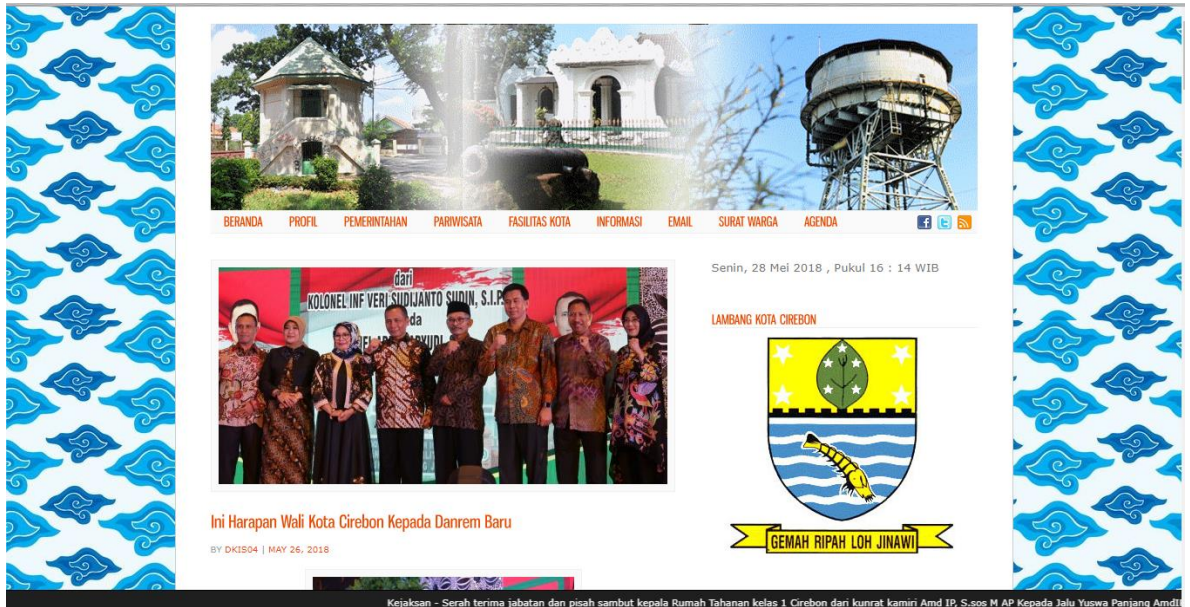 BERANDA PROFIL PEMERINTAHAN PARIWISATA FASILITAS KOTA INFORMASI EMAIL SURAT WARGA AGENDA
dari
KOLONEL INF VERI SUDIJANTO SUDIN, S.I.P
Senin, 28 Mei 2018 , Pukul 16 : 14 WIB
LAMBANG KOTA CIREBON
GEMAH RIPAH LOH JINAWI
Ini Harapan Wali Kota Cirebon Kepada Danrem Baru
BY DKIS04 | MAY 26, 2018
Kejaksan - Serah terima jabatan dan pisah sambut kepala Rumah Tahanan kelas 1 Cirebon dari kunrat kamiri Amd IP, S.sos M AP Kepada Jalu Yuswa Panjang AmdI